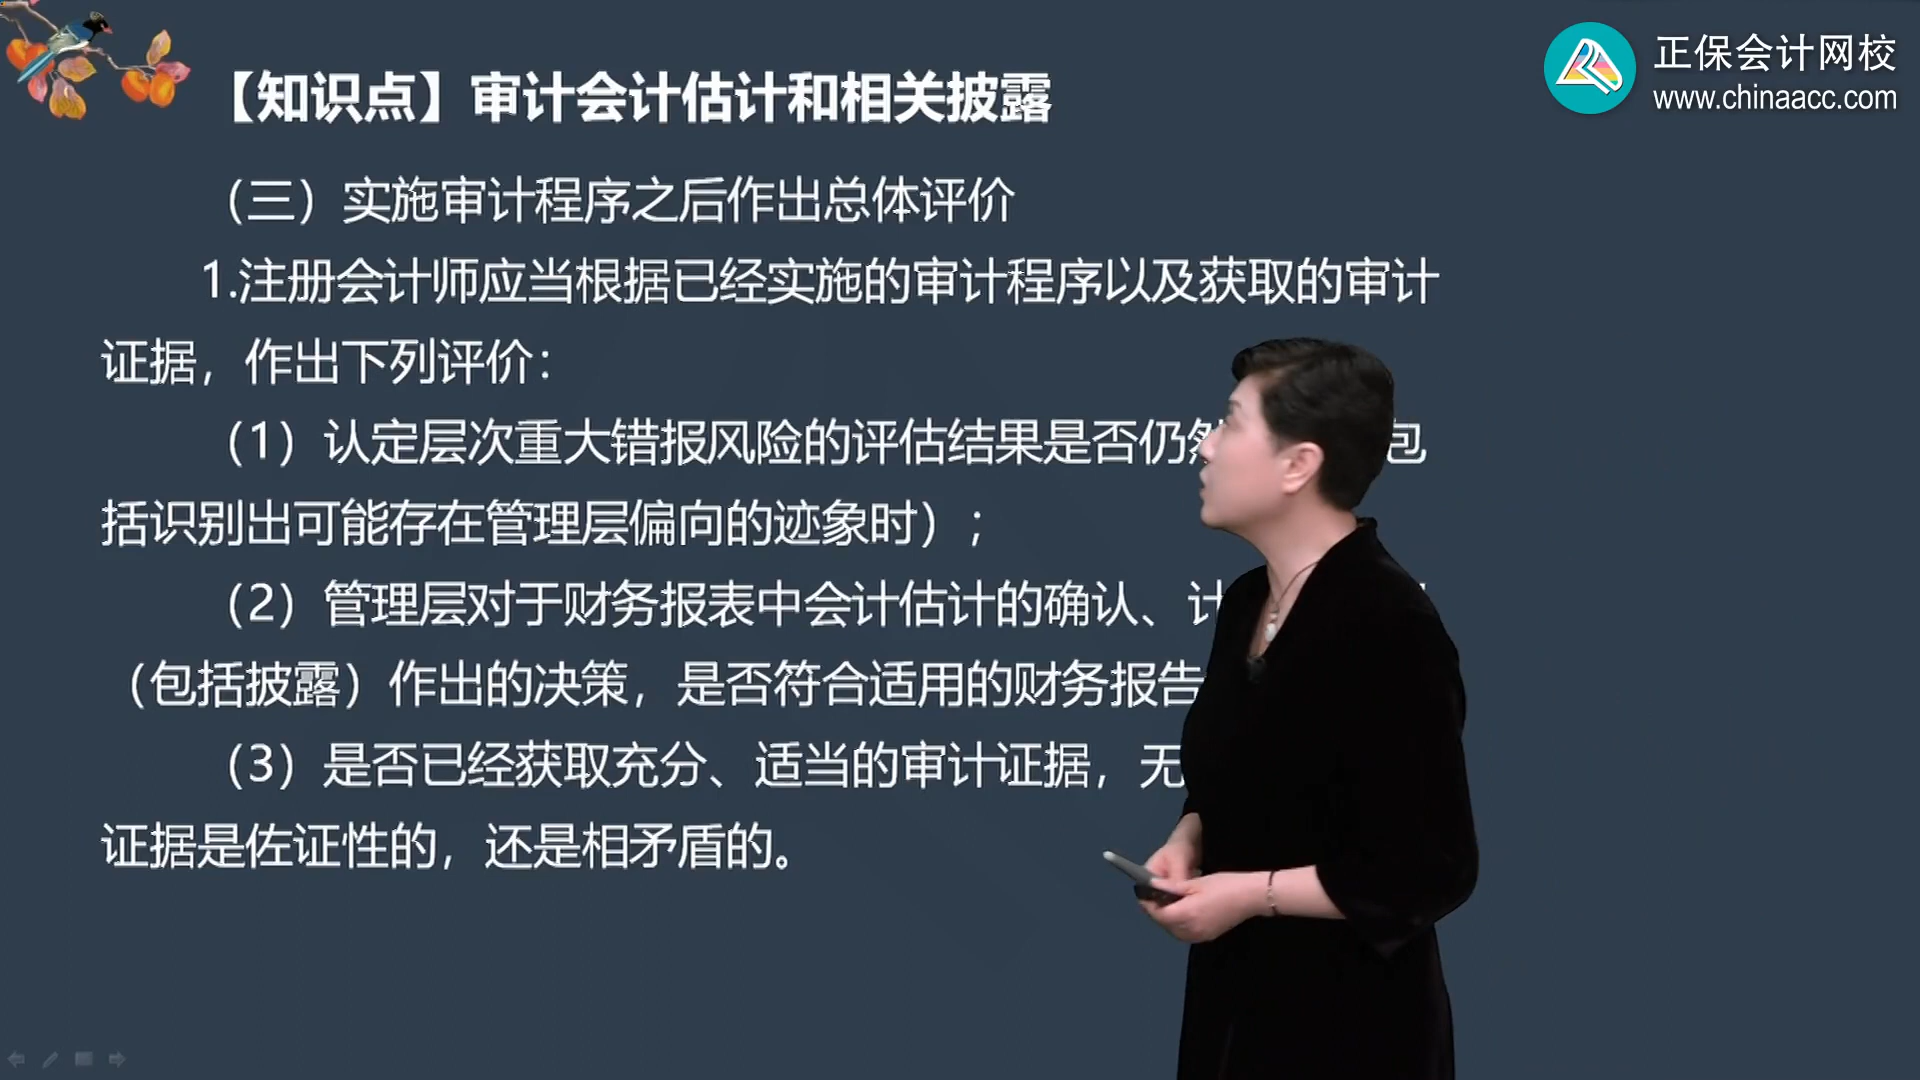 正保会计网校
www.chinaacc.com
【知识点】审计会计估计和相关披露
（三）实施审计程序之后作出总体评价
1.注册会计师应当根据已经实施的审计程序以及获取的审计
证据，作出下列评价：
（1）认定层次重大错报风险的评估结果是否仍然 包
括识别出可能存在管理层偏向的迹象时）；
（2）管理层对于财务报表中会计估计的确认、计
（包括披露）作出的决策，是否符合适用的财务报告
（3）是否已经获取充分、适当的审计证据，无
证据是佐证性的，还是相矛盾的。